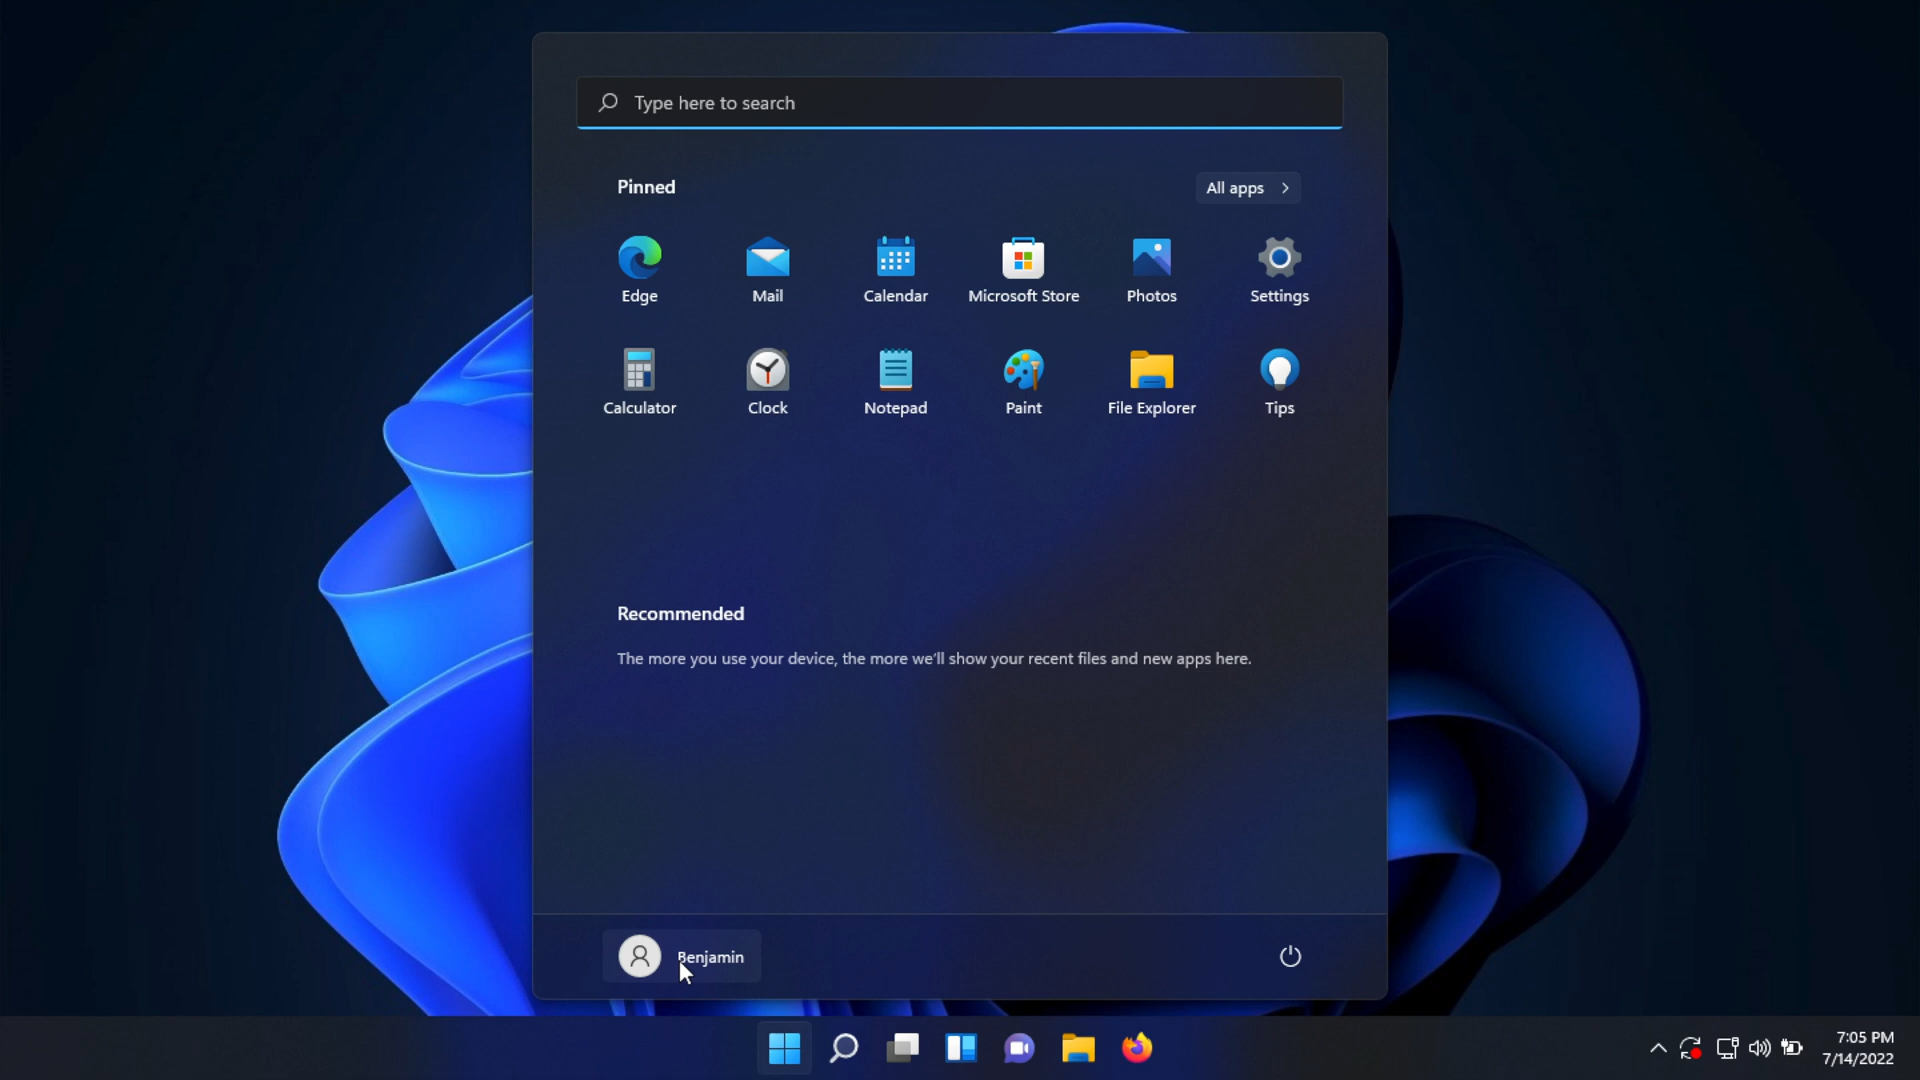 Type here to search
Pinned
All apps
Edge
Mail
Calendar
Microsoft Store
Photos
Settings
Calculator
Clock
Notepad
Paint
File Explorer
Tips
Recommended
The more you use your device, the more we'll show your recent files and new apps here.
Benjamin
7:05 PM
7/14/2022